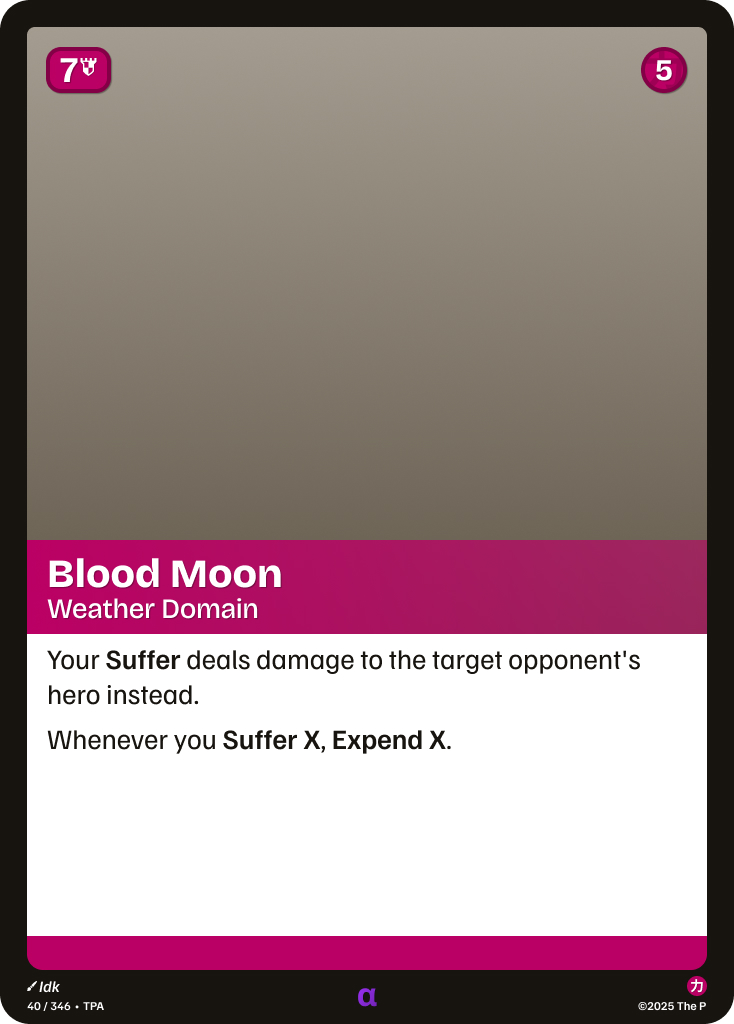 7
5
Blood Moon
Weather Domain
Your Suffer deals damage to the target opponent's
hero instead.
Whenever you Suffer X, Expend X.
Idk
カ
40 / 346 • TPA
α
©2025 The P